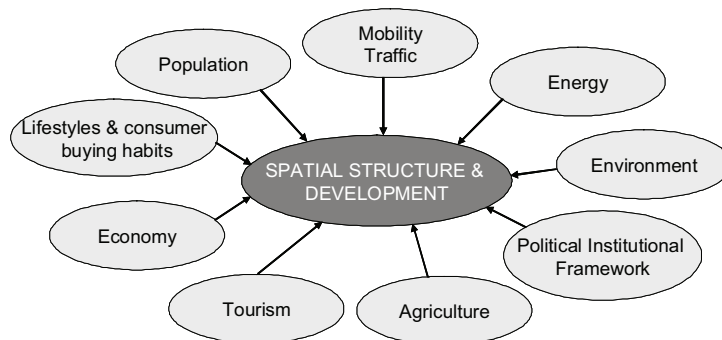 Mobility
Traffic
Population
Energy
Lifestyles & consumer
buying habits
SPATIAL STRUCTURE &
DEVELOPMENT
Environment
Economy
Political Institutional
Framework
Tourism
Agriculture